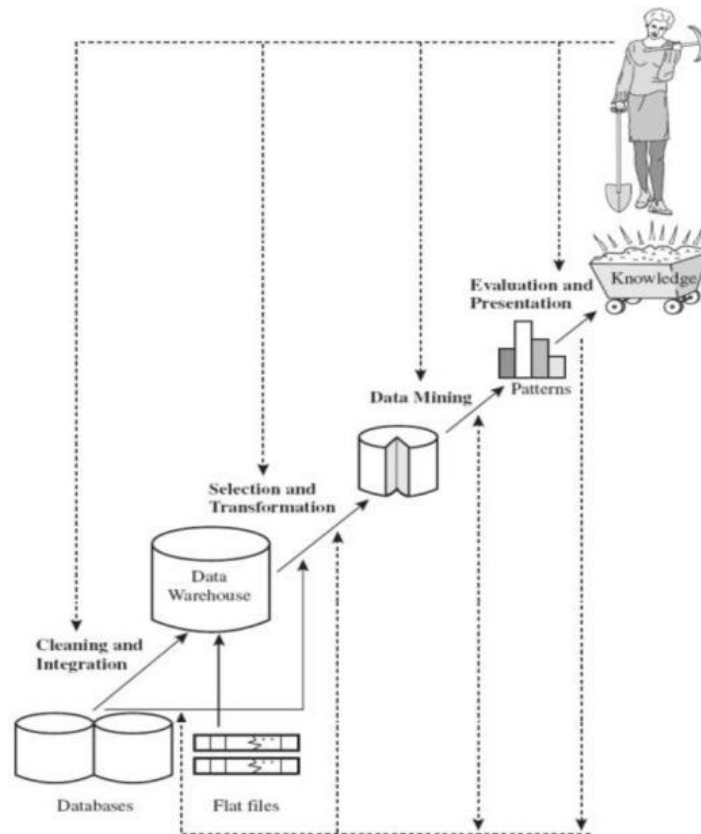 Evaluation and
Presentation
Knowledge
Patterns
Data Mining
Selection and
Transformation
Data
Warehouse
Cleaning and
Integration
Databases
Flat files